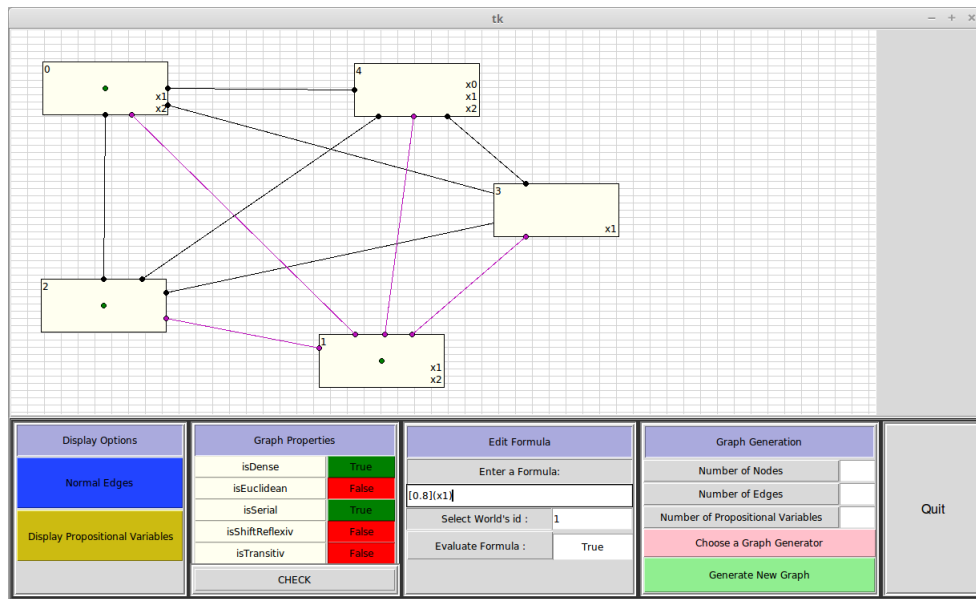 tk
0
x1
x2
4
x0
x1
x2
3
x1
2
1
x1
x2
Display Options
Normal Edges
Display Propositional Variables
Graph Properties
isDense True
isEuclidean False
isSerial True
isShiftReflexiv False
isTransitiv False
CHECK
Edit Formula
Enter a Formula:
[0.8](x1)
Select World's id : 1
Evaluate Formula : True
Graph Generation
Number of Nodes
Number of Edges
Number of Propositional Variables
Choose a Graph Generator
Generate New Graph
Quit